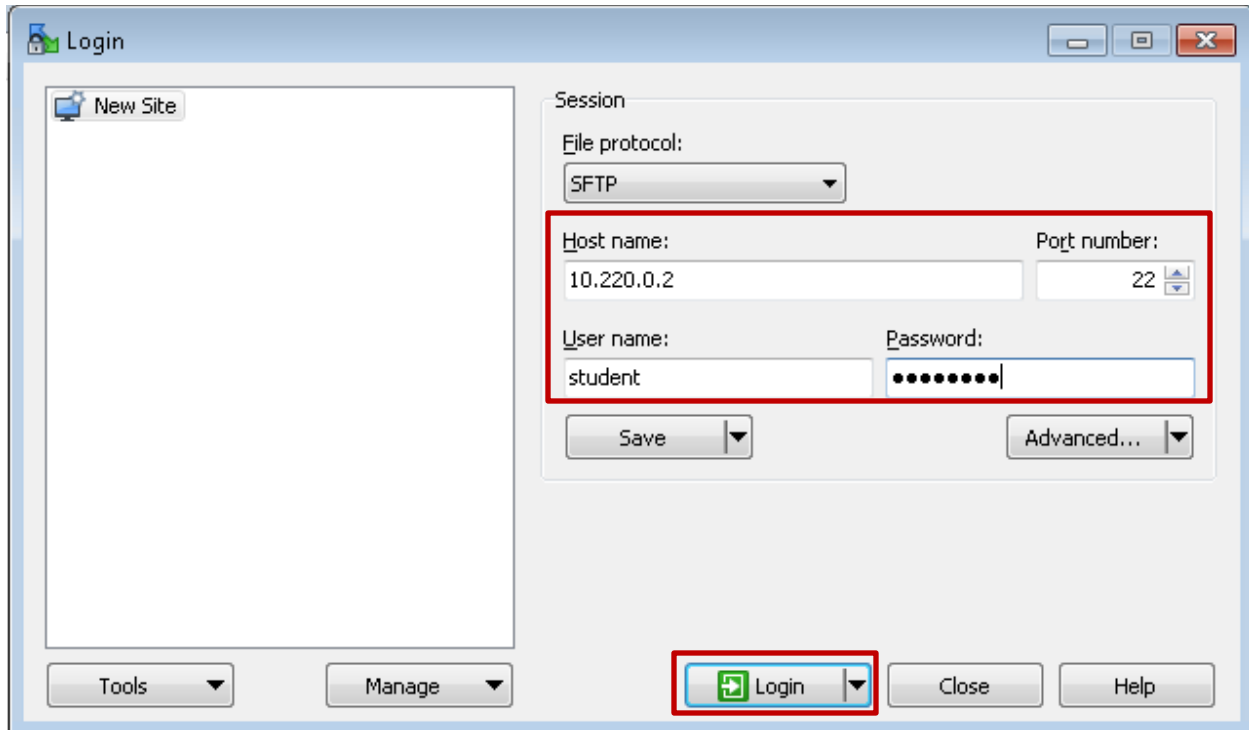 Login
New Site
Session
File protocol:
SFTP
Host name: Port number:
10.220.0.2 22
User name: Password:
student ••••••••
Save Advanced...
Tools Manage Login Close Help